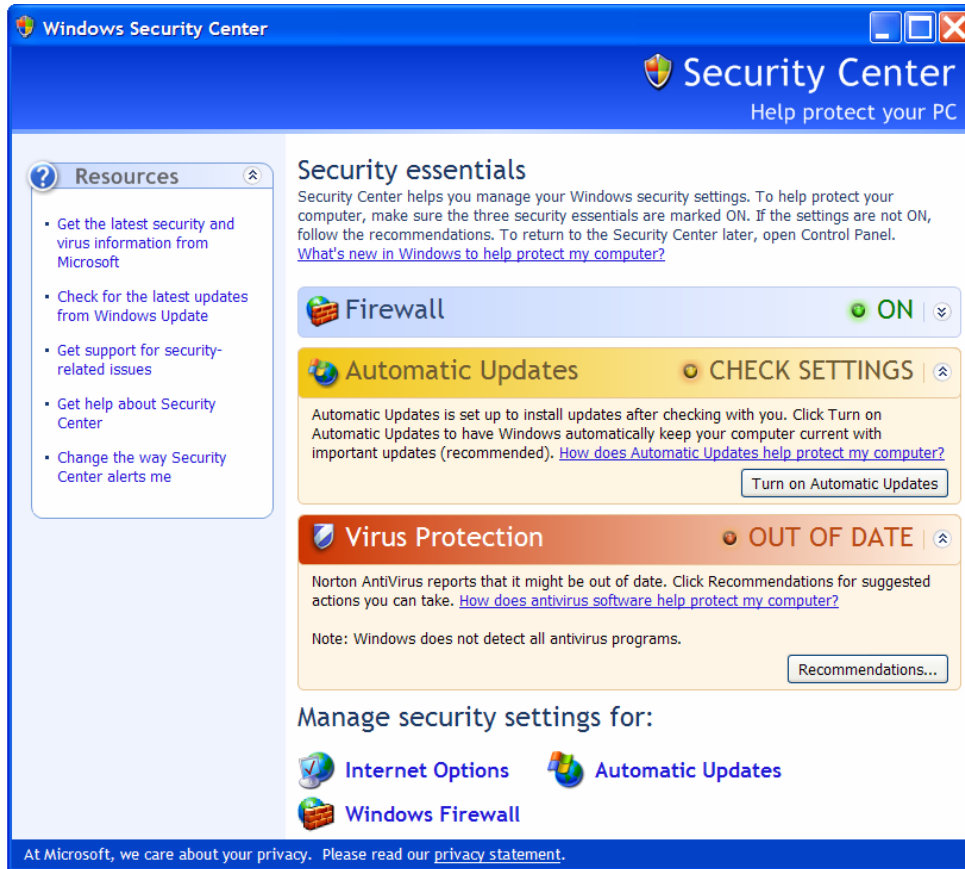 Windows Security Center
Security Center
Help protect your PC
Resources
Get the latest security and
virus information from
Microsoft
Check for the latest updates
from Windows Update
Get support for security-
related issues
Get help about Security
Center
Change the way Security
Center alerts me
Security essentials
Security Center helps you manage your Windows security settings. To help protect your
computer, make sure the three security essentials are marked ON. If the settings are not ON,
follow the recommendations. To return to the Security Center later, open Control Panel.
What's new in Windows to help protect my computer?
Firewall ON
Automatic Updates CHECK SETTINGS
Automatic Updates is set up to install updates after checking with you. Click Turn on
Automatic Updates to have Windows automatically keep your computer current with
important updates (recommended). How does Automatic Updates help protect my computer?
Turn on Automatic Updates
Virus Protection OUT OF DATE
Norton AntiVirus reports that it might be out of date. Click Recommendations for suggested
actions you can take. How does antivirus software help protect my computer?
Note: Windows does not detect all antivirus programs.
Recommendations...
Manage security settings for:
Internet Options Automatic Updates
Windows Firewall
At Microsoft, we care about your privacy. Please read our privacy statement.